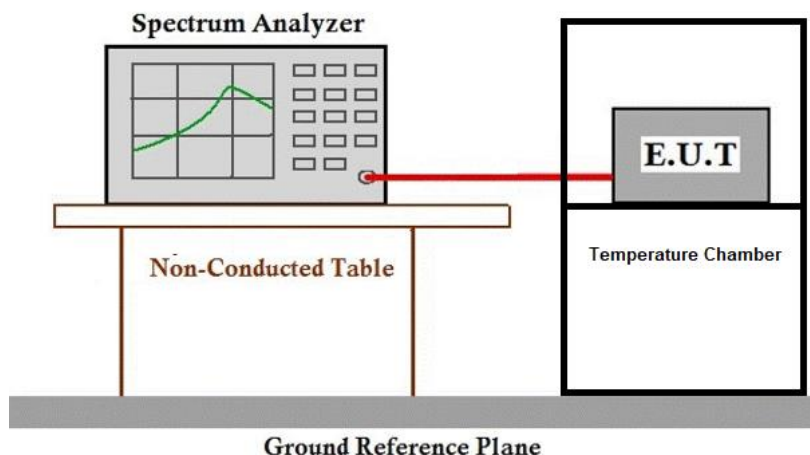 Spectrum Analyzer
E.U.T
Temperature Chamber
Non-Conducted Table
Ground Reference Plane